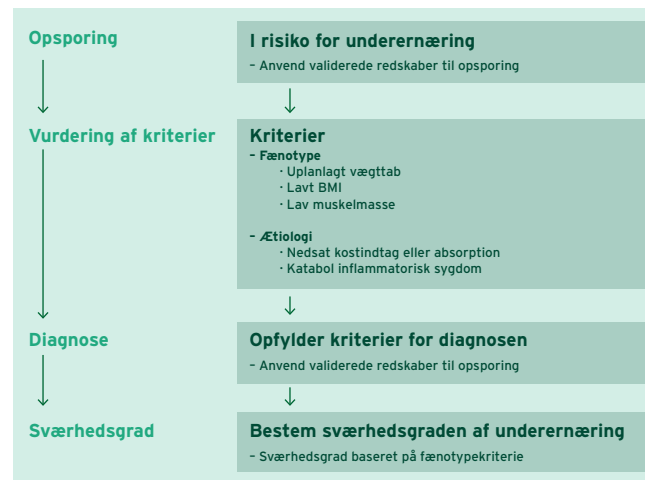 Opsporing
I risiko for underernæring
– Anvend validerede redskaber til opsporing
Vurdering af kriterier
Kriterier
– Fænotype
· Uplanlagt vægttab
· Lavt BMI
· Lav muskelmasse
– Ætiologi
· Nedsat kostindtag eller absorption
· Katabol inflammatorisk sygdom
Diagnose
Opfylder kriterier for diagnosen
– Anvend validerede redskaber til opsporing
Sværhedsgrad
Bestem sværhedsgraden af underernæring
– Sværhedsgrad baseret på fænotypekriterie